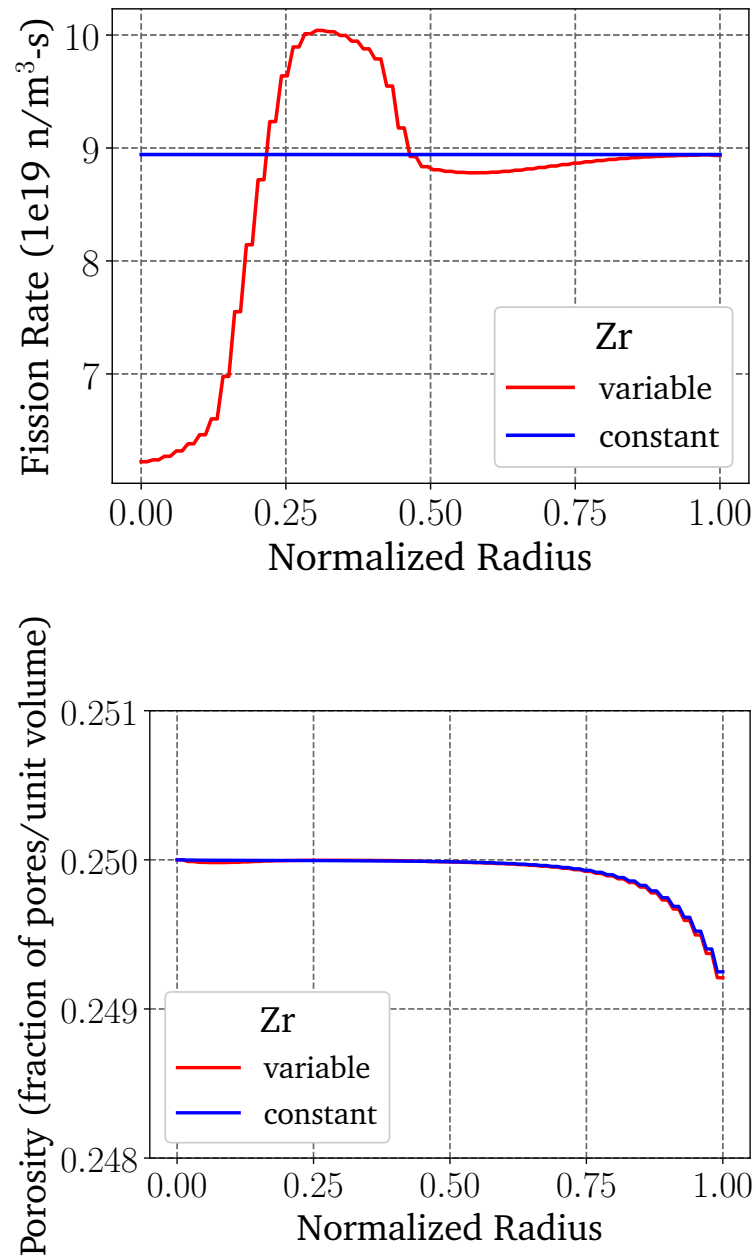 Fission Rate (1e19 n/m³-s)
10
9
8
7
Zr
variable
constant
0.00 0.25 0.50 0.75 1.00
Normalized Radius
Porosity (fraction of pores/unit volume)
0.251
0.250
0.249
0.248
Zr
variable
constant
0.00 0.25 0.50 0.75 1.00
Normalized Radius